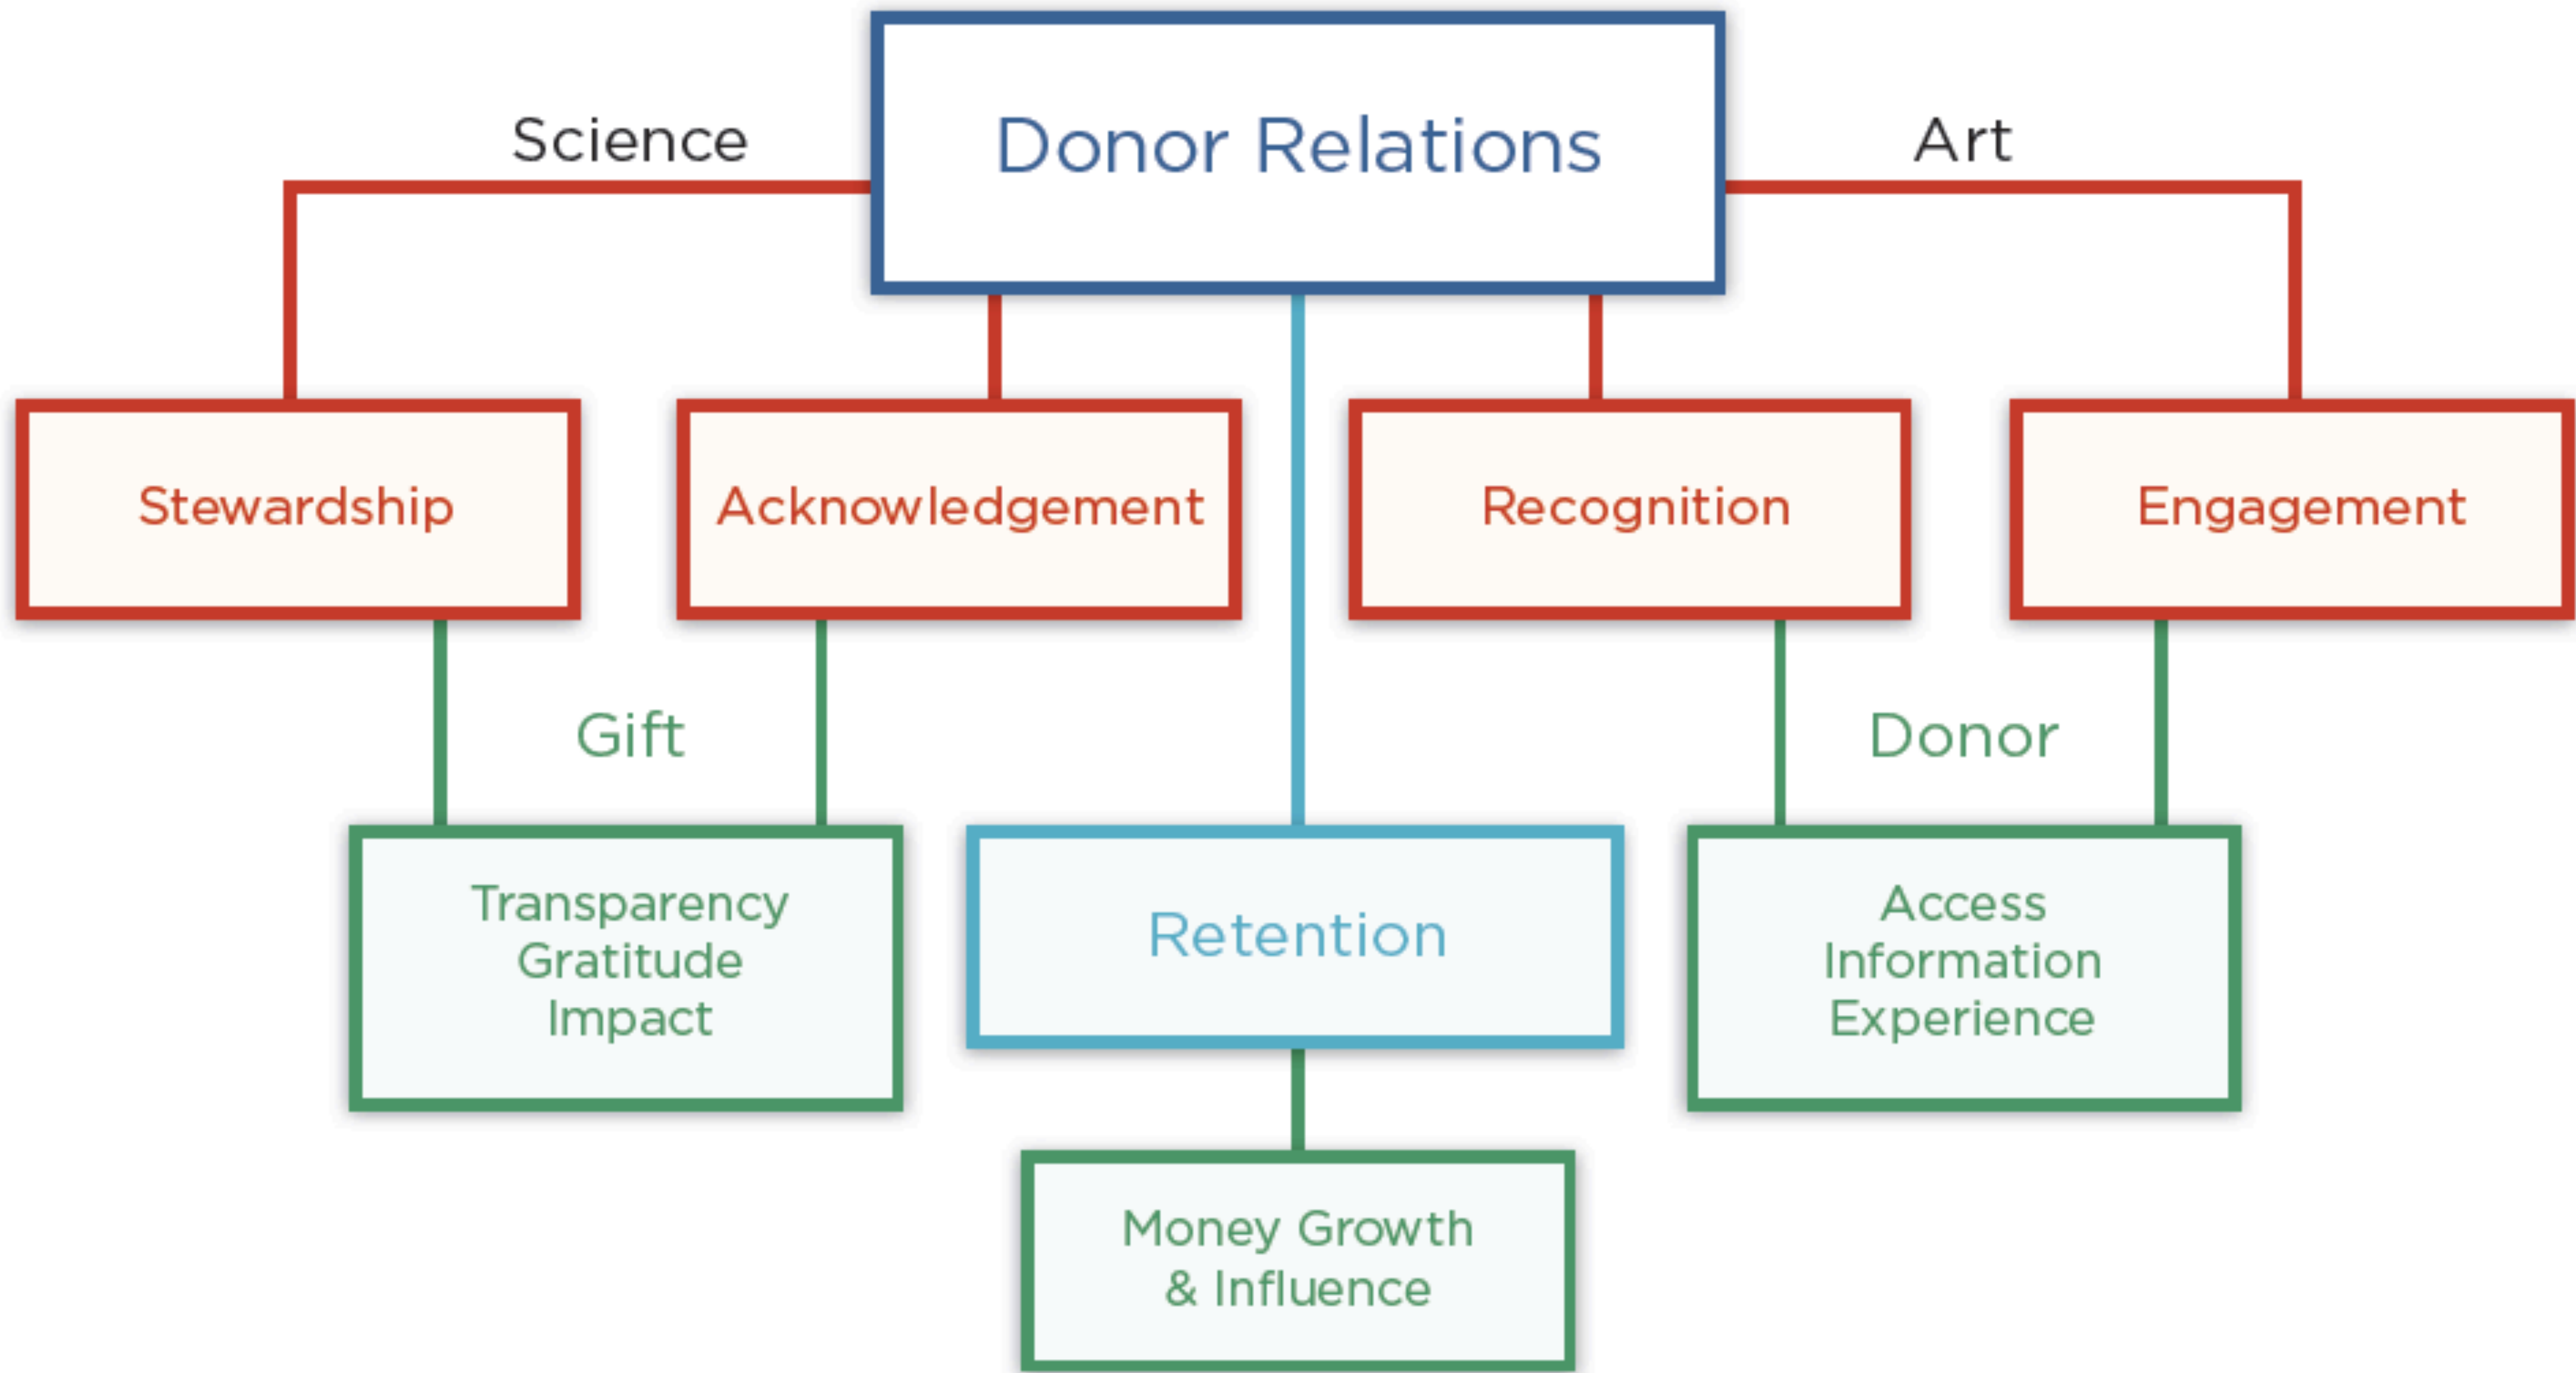 Donor Relations
Science
Art
Stewardship
Acknowledgement
Recognition
Engagement
Gift
Donor
Transparency
Gratitude
Impact
Retention
Access
Information
Experience
Money Growth
& Influence